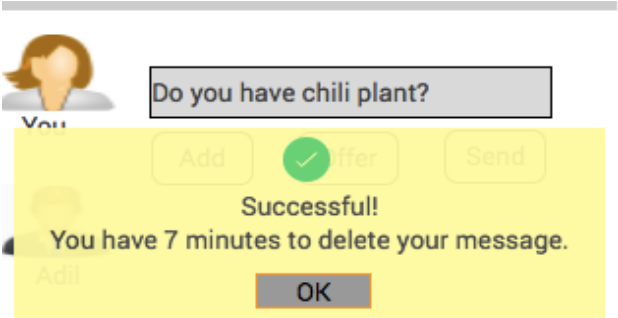 Do you have chili plant?
You
Add Offer Send
Successful!
You have 7 minutes to delete your message.
Adil
OK